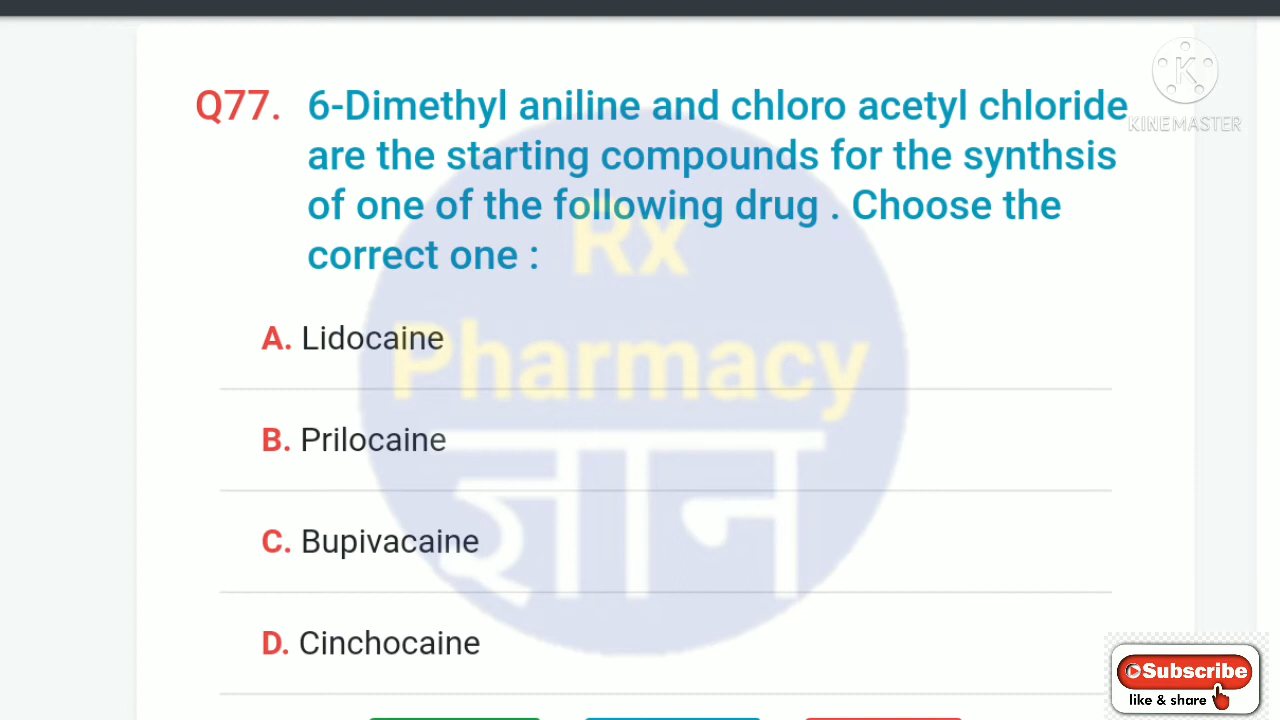 Q77. 6-Dimethyl aniline and chloro acetyl chloride
are the starting compounds for the synthsis
of one of the following drug . Choose the
correct one :
A. Lidocaine
B. Prilocaine
C. Bupivacaine
D. Cinchocaine
Rx
Pharmacy
ज्ञान
K
KINEMASTER
Subscribe
like & share